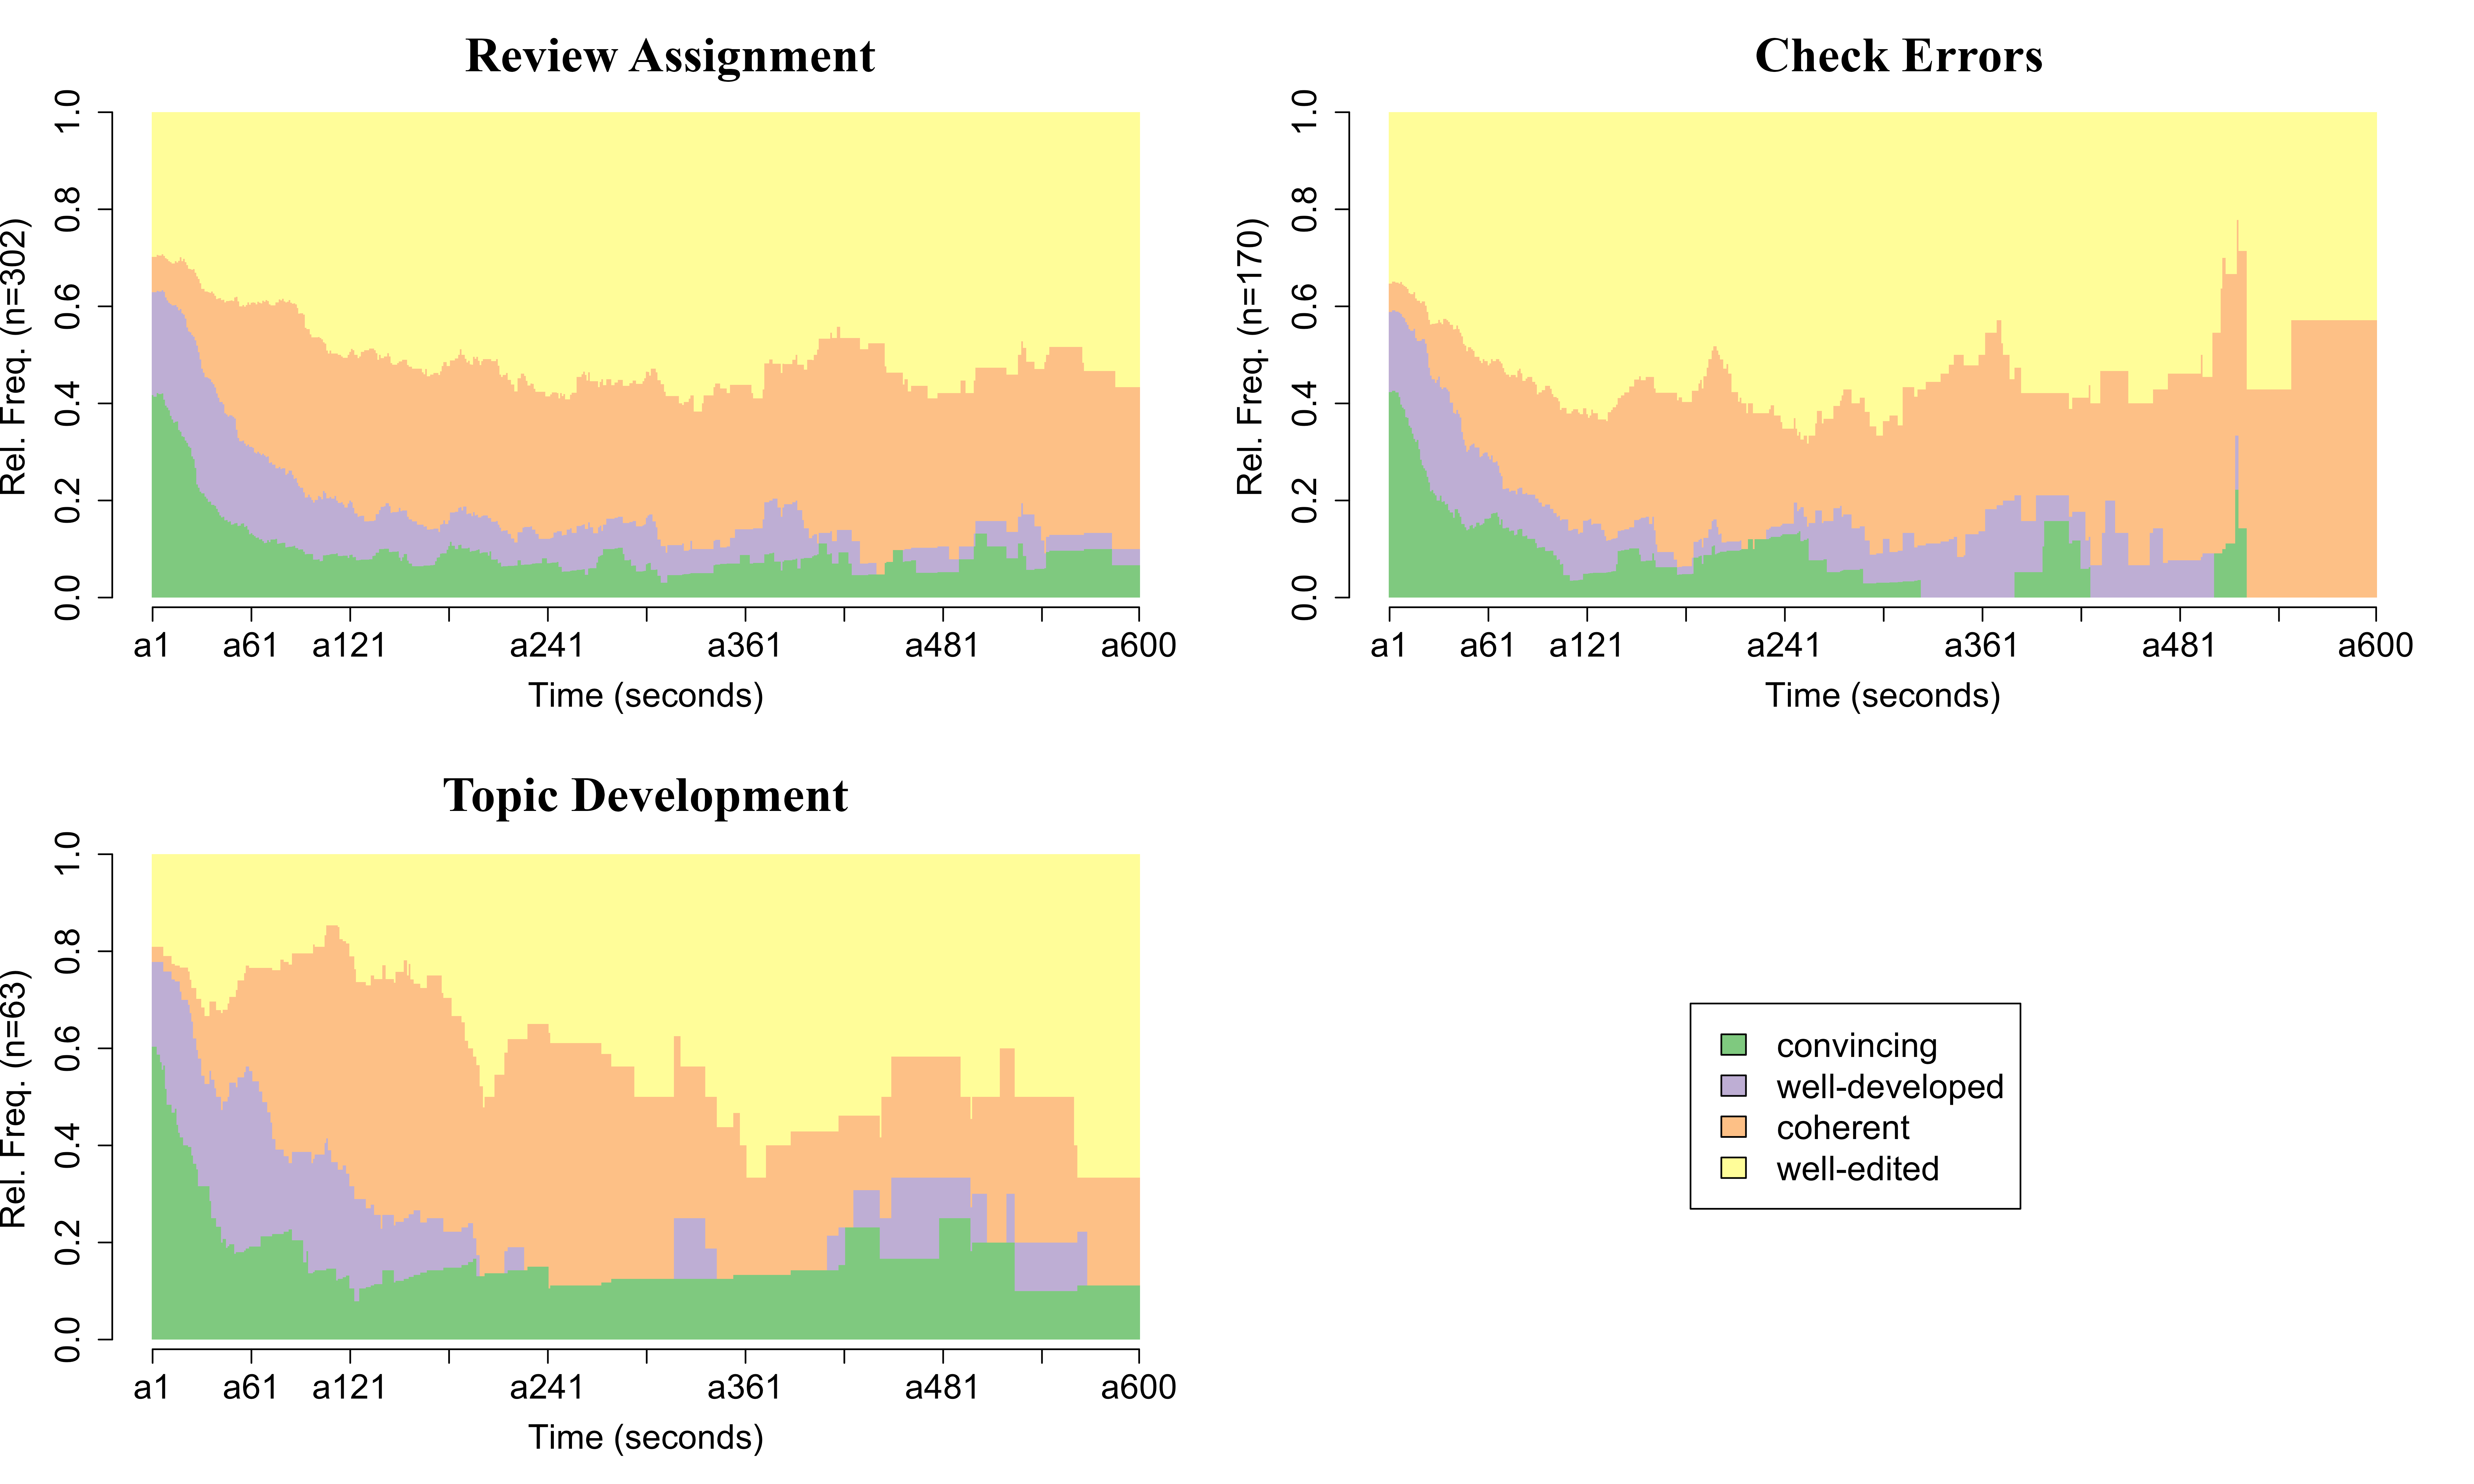 Review Assignment
Rel. Freq. (n=302)
0.0 0.2 0.4 0.6 0.8 1.0
a1 a61 a121 a241 a361 a481 a600
Time (seconds)
Check Errors
Rel. Freq. (n=170)
0.0 0.2 0.4 0.6 0.8 1.0
a1 a61 a121 a241 a361 a481 a600
Time (seconds)
Topic Development
Rel. Freq. (n=63)
0.0 0.2 0.4 0.6 0.8 1.0
a1 a61 a121 a241 a361 a481 a600
Time (seconds)
convincing
well-developed
coherent
well-edited